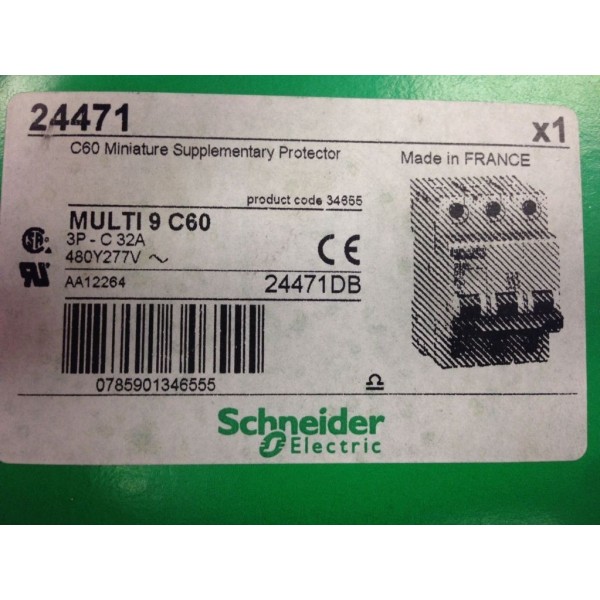 24471
x1
C60 Miniature Supplementary Protector
Made in FRANCE
product code 34655
MULTI 9 C60
3P - C 32A
480Y277V ~
CE
AA12264
24471DB
0785901346555
Schneider
Electric